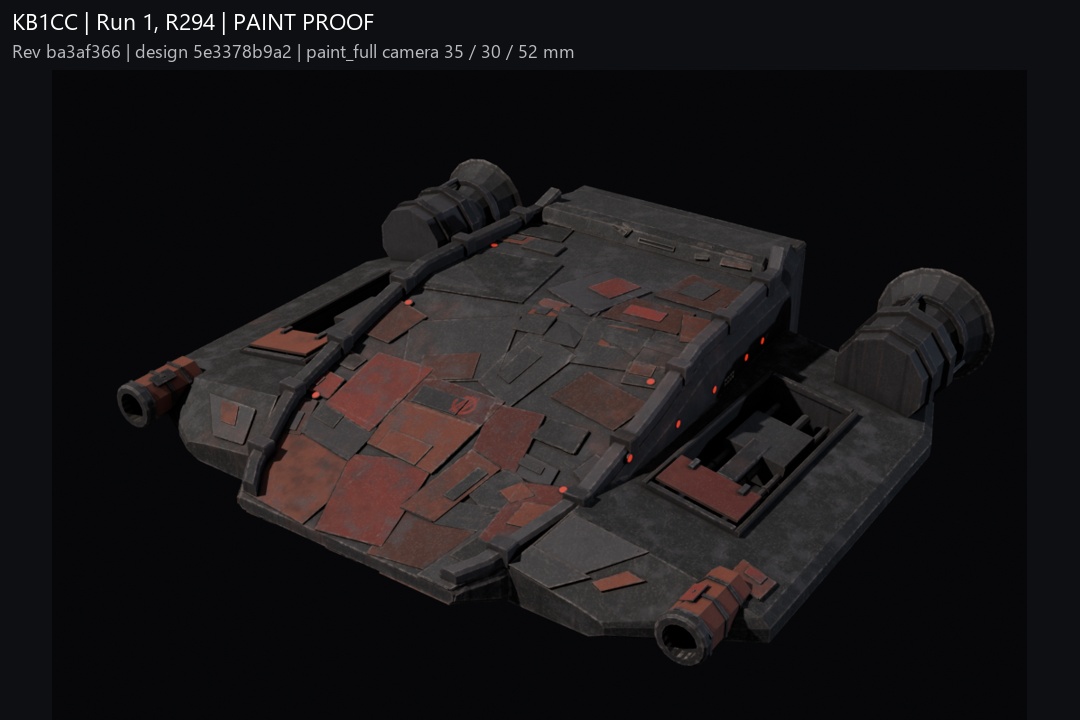 KB1CC | Run 1, R294 | PAINT PROOF
Rev ba3af366 | design 5e3378b9a2 | paint_full camera 35 / 30 / 52 mm